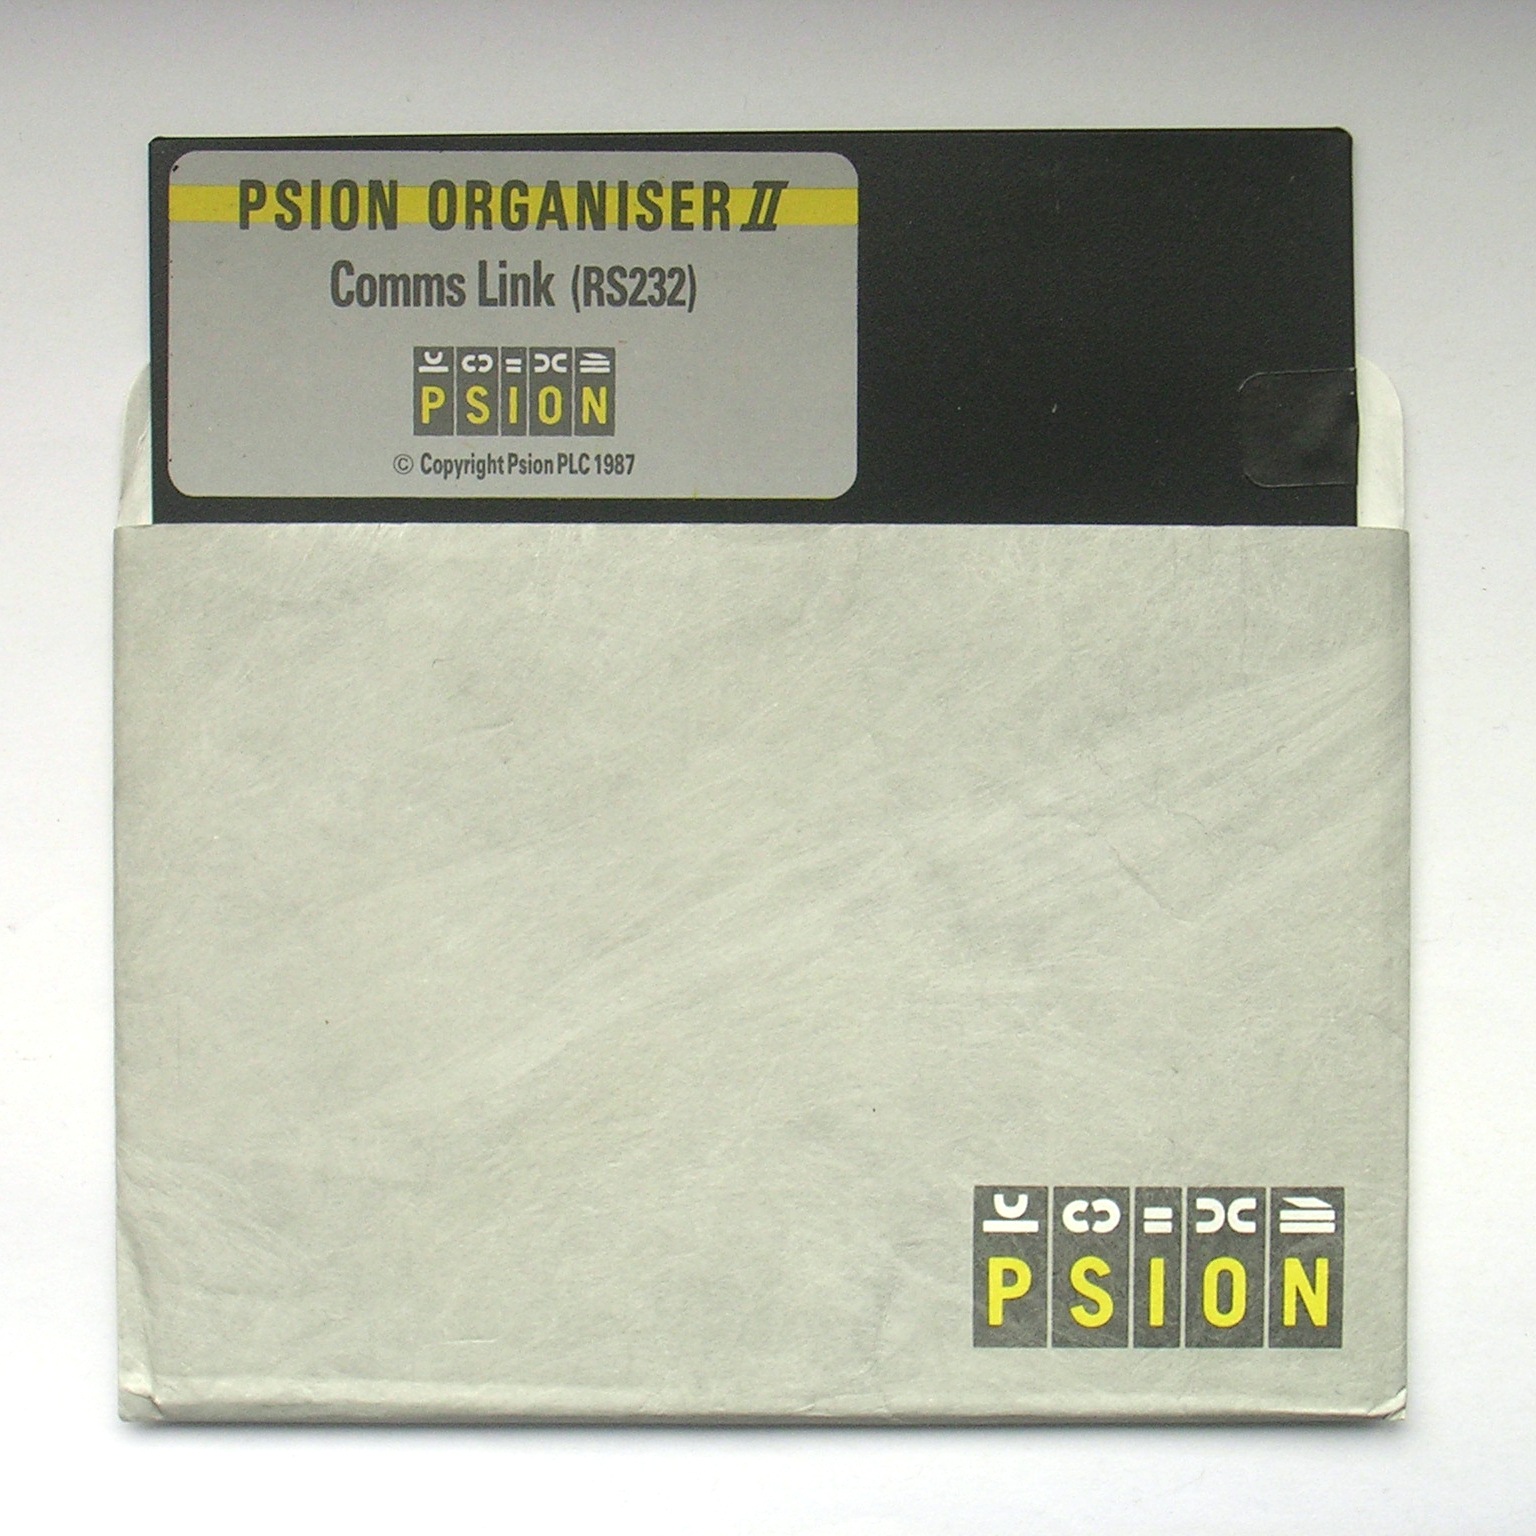 PSION ORGANISER II
Comms Link (RS232)
PSION
© Copyright Psion PLC 1987
PSION